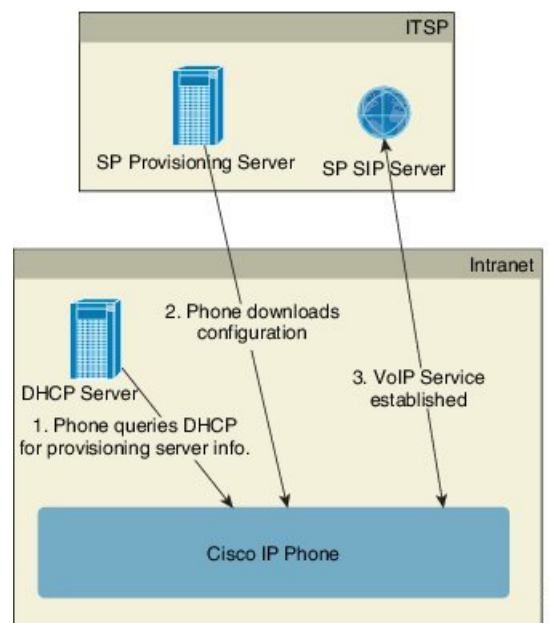 ITSP
SP Provisioning Server
SP SIP Server
Intranet
2. Phone downloads
configuration
DHCP Server
3. VoIP Service
established
1. Phone queries DHCP
for provisioning server info.
Cisco IP Phone